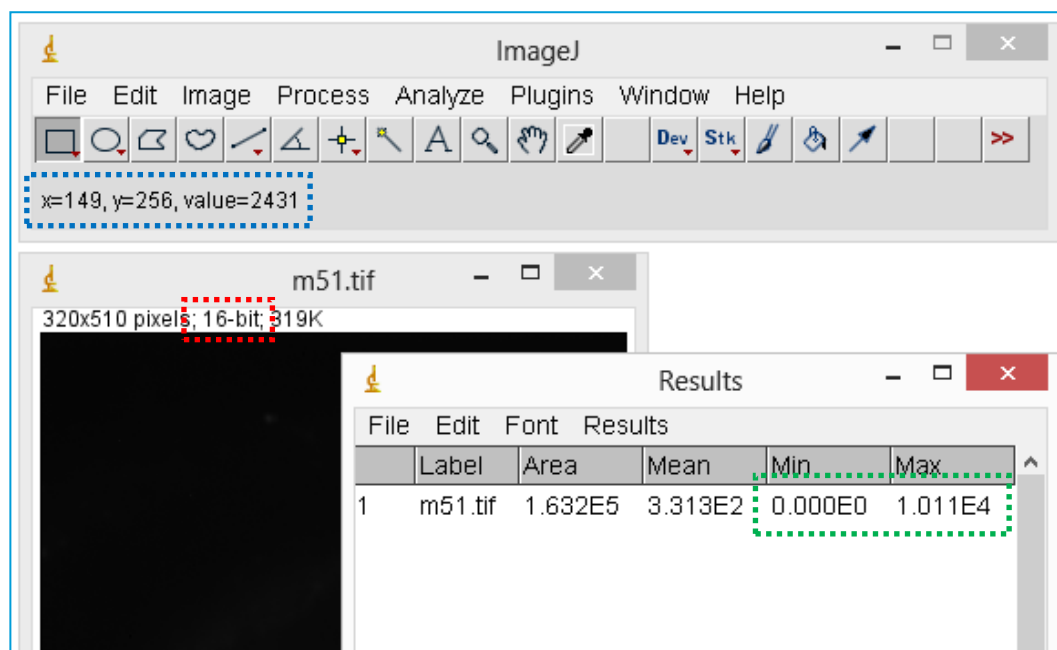 ImageJ
File Edit Image Process Analyze Plugins Window Help
A Dev Stk >>
x=149, y=256, value=2431
m51.tif
320x510 pixels; 16-bit; 319K
Results
File Edit Font Results
Label Area Mean Min Max
1 m51.tif 1.632E5 3.313E2 0.000E0 1.011E4